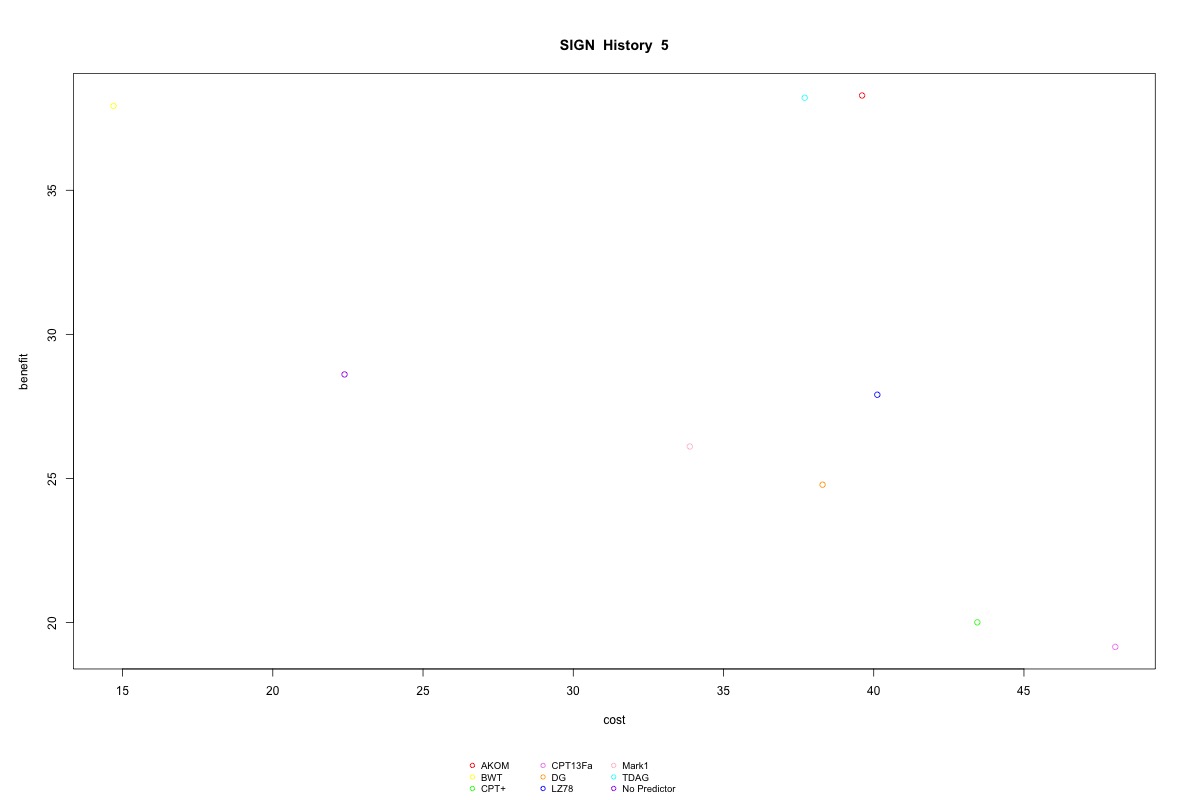 SIGN History 5
benefit
35
30
25
20
15 20 25 30 35 40 45
cost
AKOM CPT13Fa Mark1
BWT DG TDAG
CPT+ LZ78 No Predictor